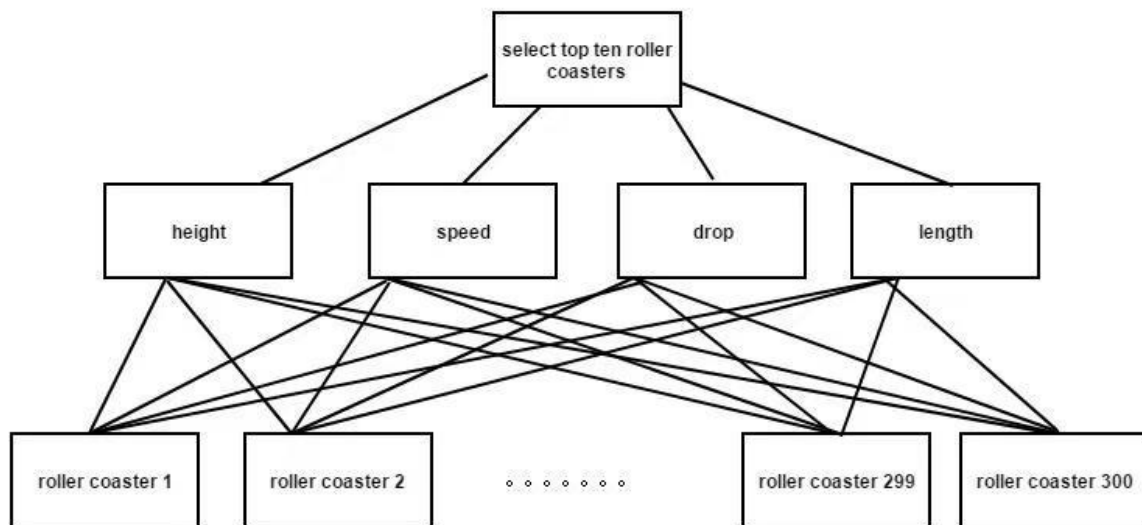 select top ten roller
coasters
height
speed
drop
length
roller coaster 1
roller coaster 2
roller coaster 299
roller coaster 300